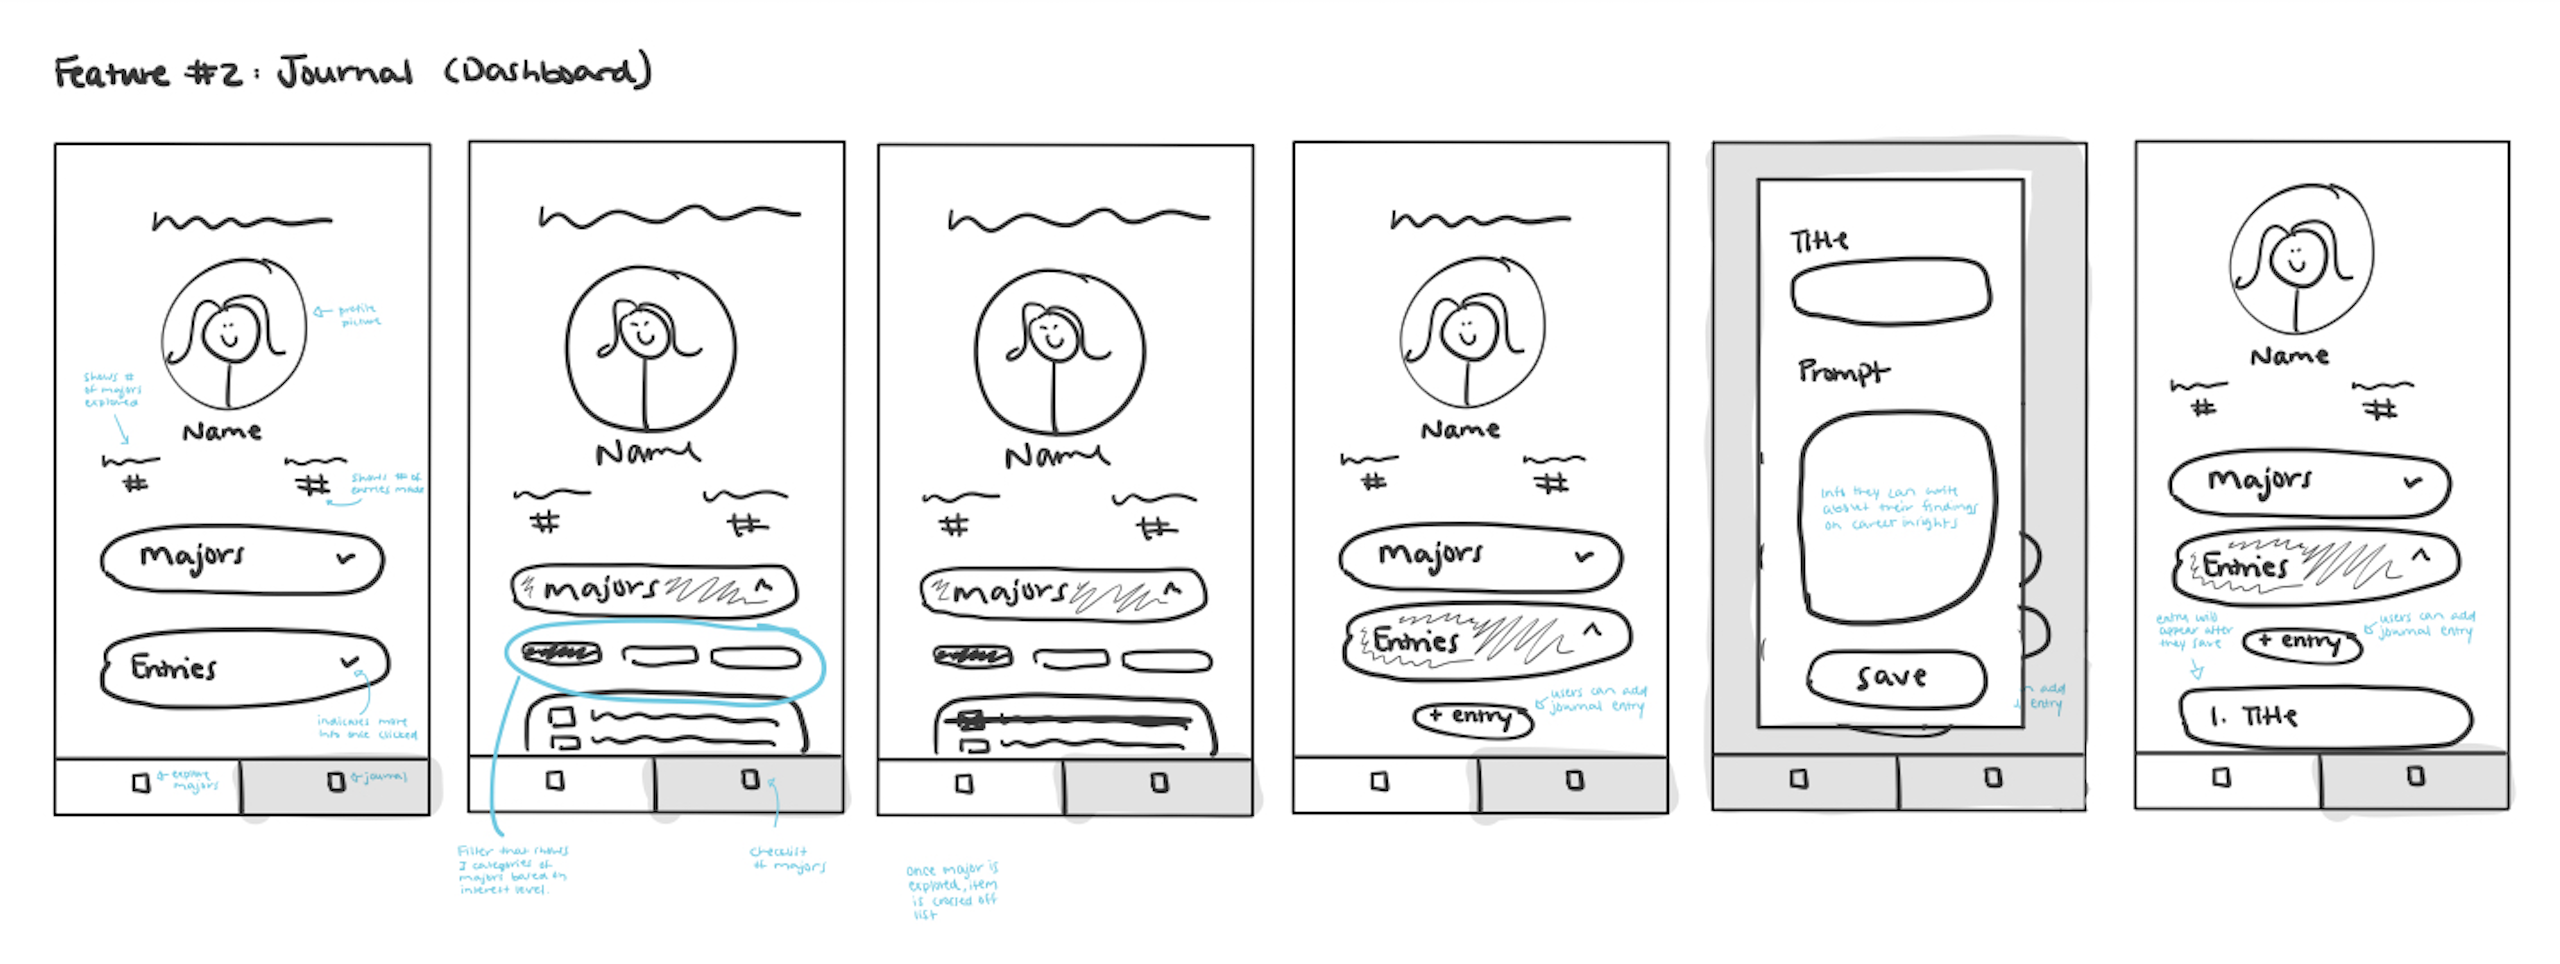 Feature #2: Journal (Dashboard)
profile
picture
shows #
of majors
explored
Name
#
#
shows # of
entries made
Majors
Entries
indicates more
info once clicked
explore
majors
journal
Name
#
#
majors
Filter that shows
categories of
majors based on
interest level.
checklist
of majors
Name
#
#
majors
once major is
explored, item
is crossed off
list
Name
#
#
Majors
Entries
+ entry
users can add
journal entry
Title
Prompt
Info they can write
about their findings
on career insights
save
add
entry
Name
#
#
Majors
Entries
entry will
appear after
they save
+ entry
users can add
journal entry
1. Title